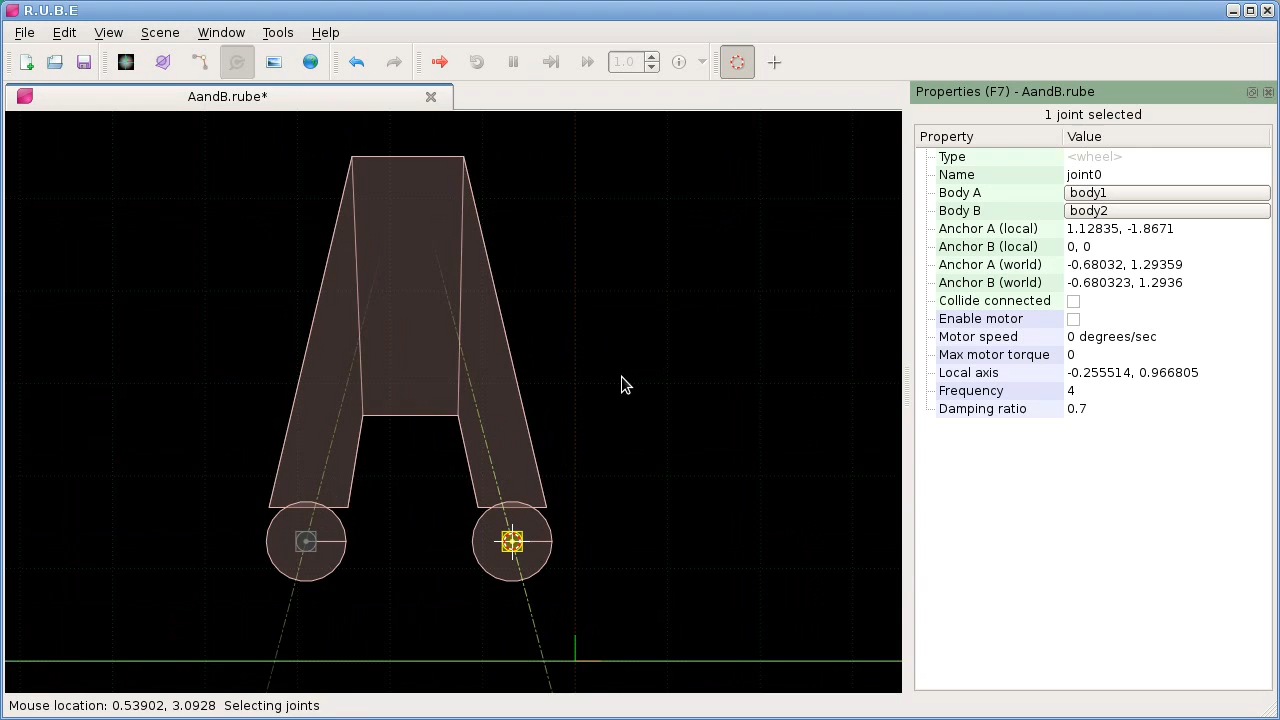 R.U.B.E
File Edit View Scene Window Tools Help
1.0
AandB.rube*
Properties (F7) - AandB.rube
1 joint selected
Property Value
Type <wheel>
Name joint0
Body A body1
Body B body2
Anchor A (local) 1.12835, -1.8671
Anchor B (local) 0, 0
Anchor A (world) -0.68032, 1.29359
Anchor B (world) -0.680323, 1.2936
Collide connected
Enable motor
Motor speed 0 degrees/sec
Max motor torque 0
Local axis -0.255514, 0.966805
Frequency 4
Damping ratio 0.7
Mouse location: 0.53902, 3.0928 Selecting joints